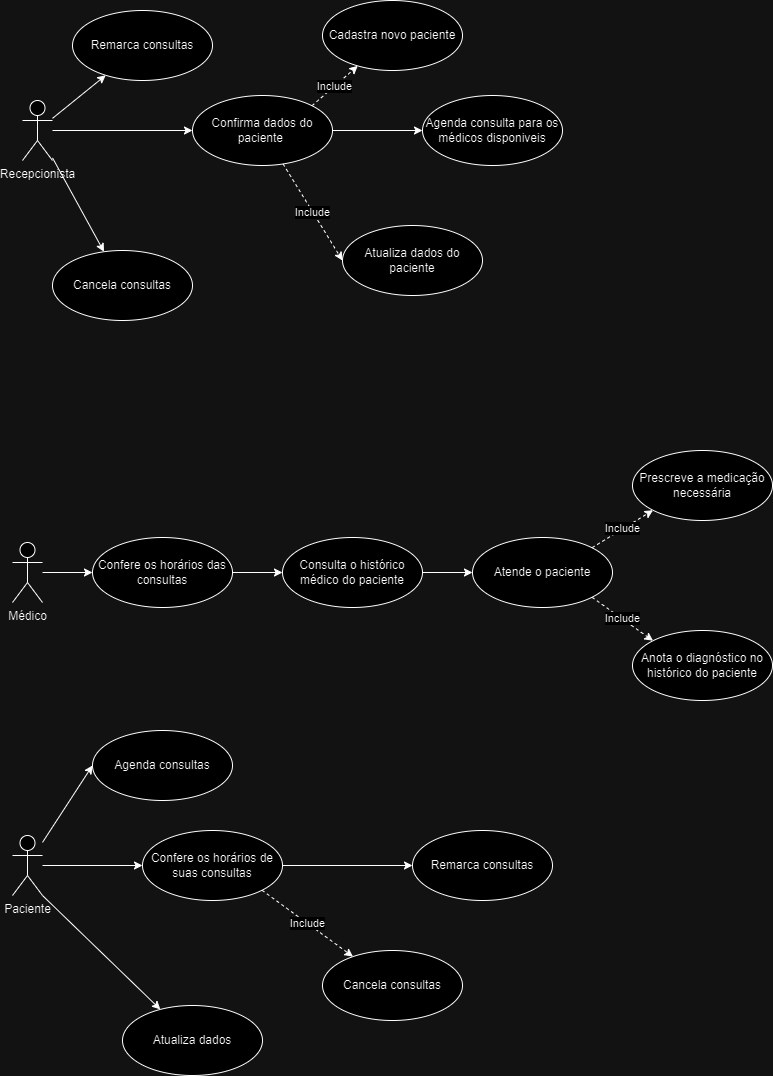 Cadastra novo paciente
Remarca consultas
Include
Confirma dados do
paciente
Agenda consulta para os
médicos disponiveis
Recepcionista
Include
Atualiza dados do
paciente
Cancela consultas
Prescreve a medicação
necessária
Include
Confere os horários das
consultas
Consulta o histórico
médico do paciente
Atende o paciente
Médico
Include
Anota o diagnóstico no
histórico do paciente
Agenda consultas
Confere os horários de
suas consultas
Remarca consultas
Paciente
Include
Cancela consultas
Atualiza dados